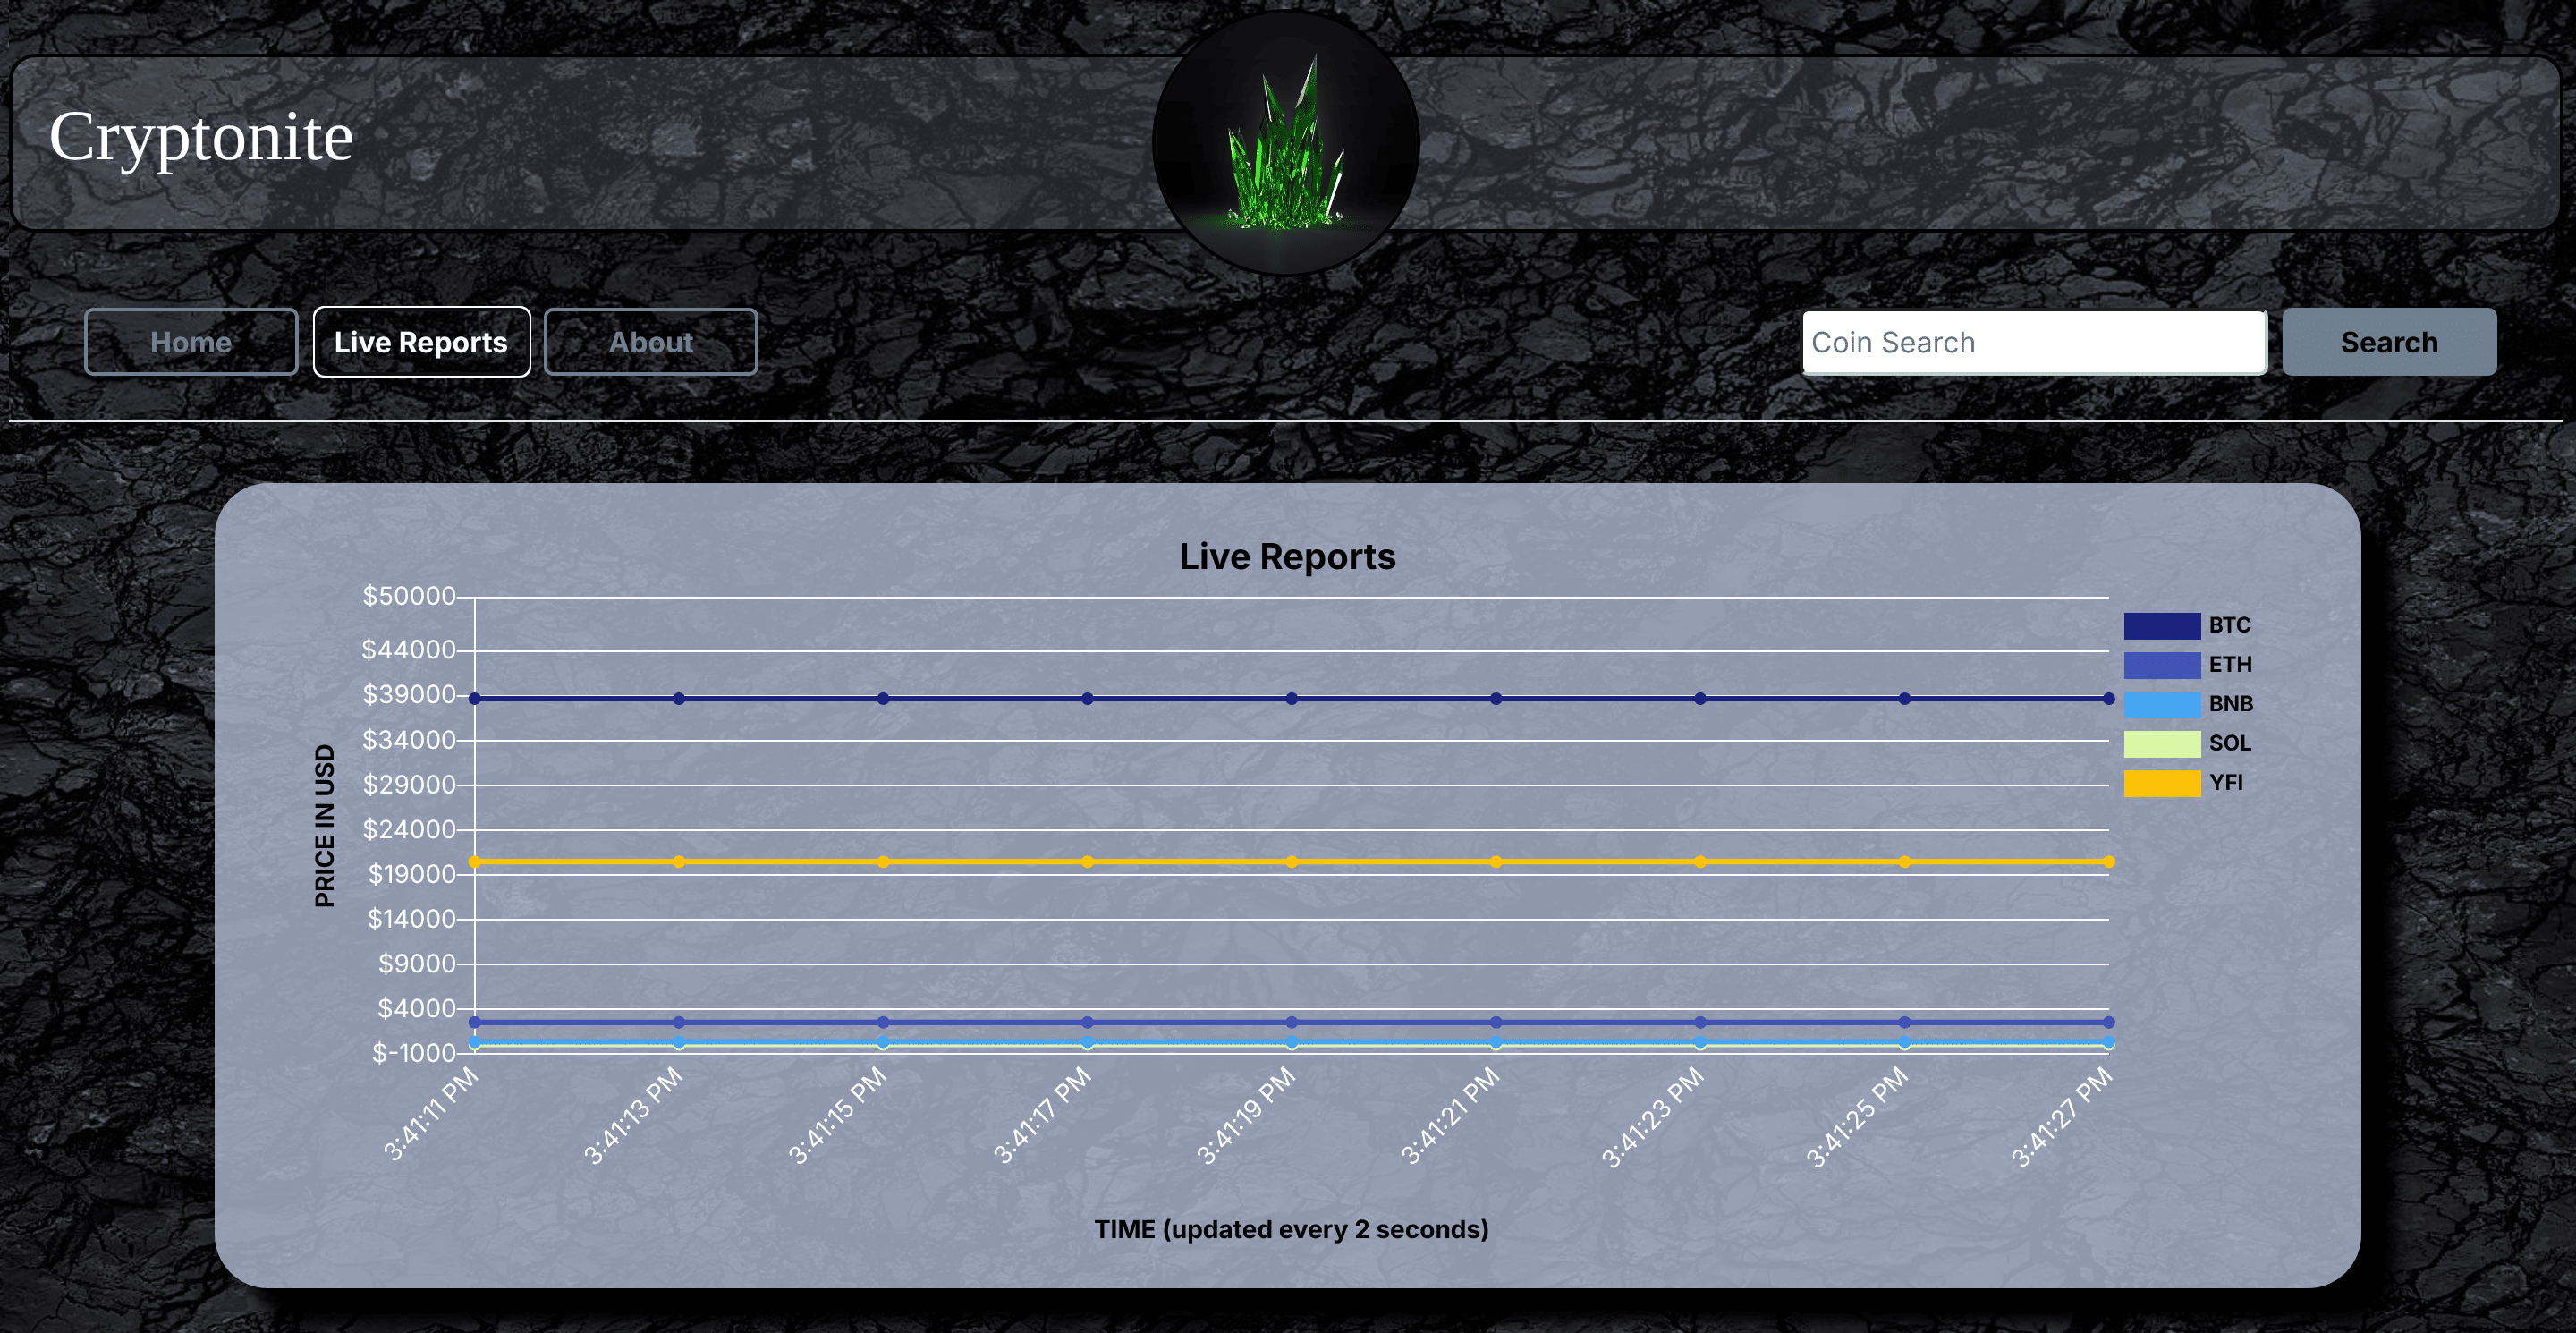 Cryptonite
Home Live Reports About Coin Search Search
Live Reports
$50000
$44000
$39000
$34000
$29000
$24000
$19000
$14000
$9000
$4000
$-1000
PRICE IN USD
BTC
ETH
BNB
SOL
YFI
3:41:11 PM 3:41:13 PM 3:41:15 PM 3:41:17 PM 3:41:19 PM 3:41:21 PM 3:41:23 PM 3:41:25 PM 3:41:27 PM
TIME (updated every 2 seconds)